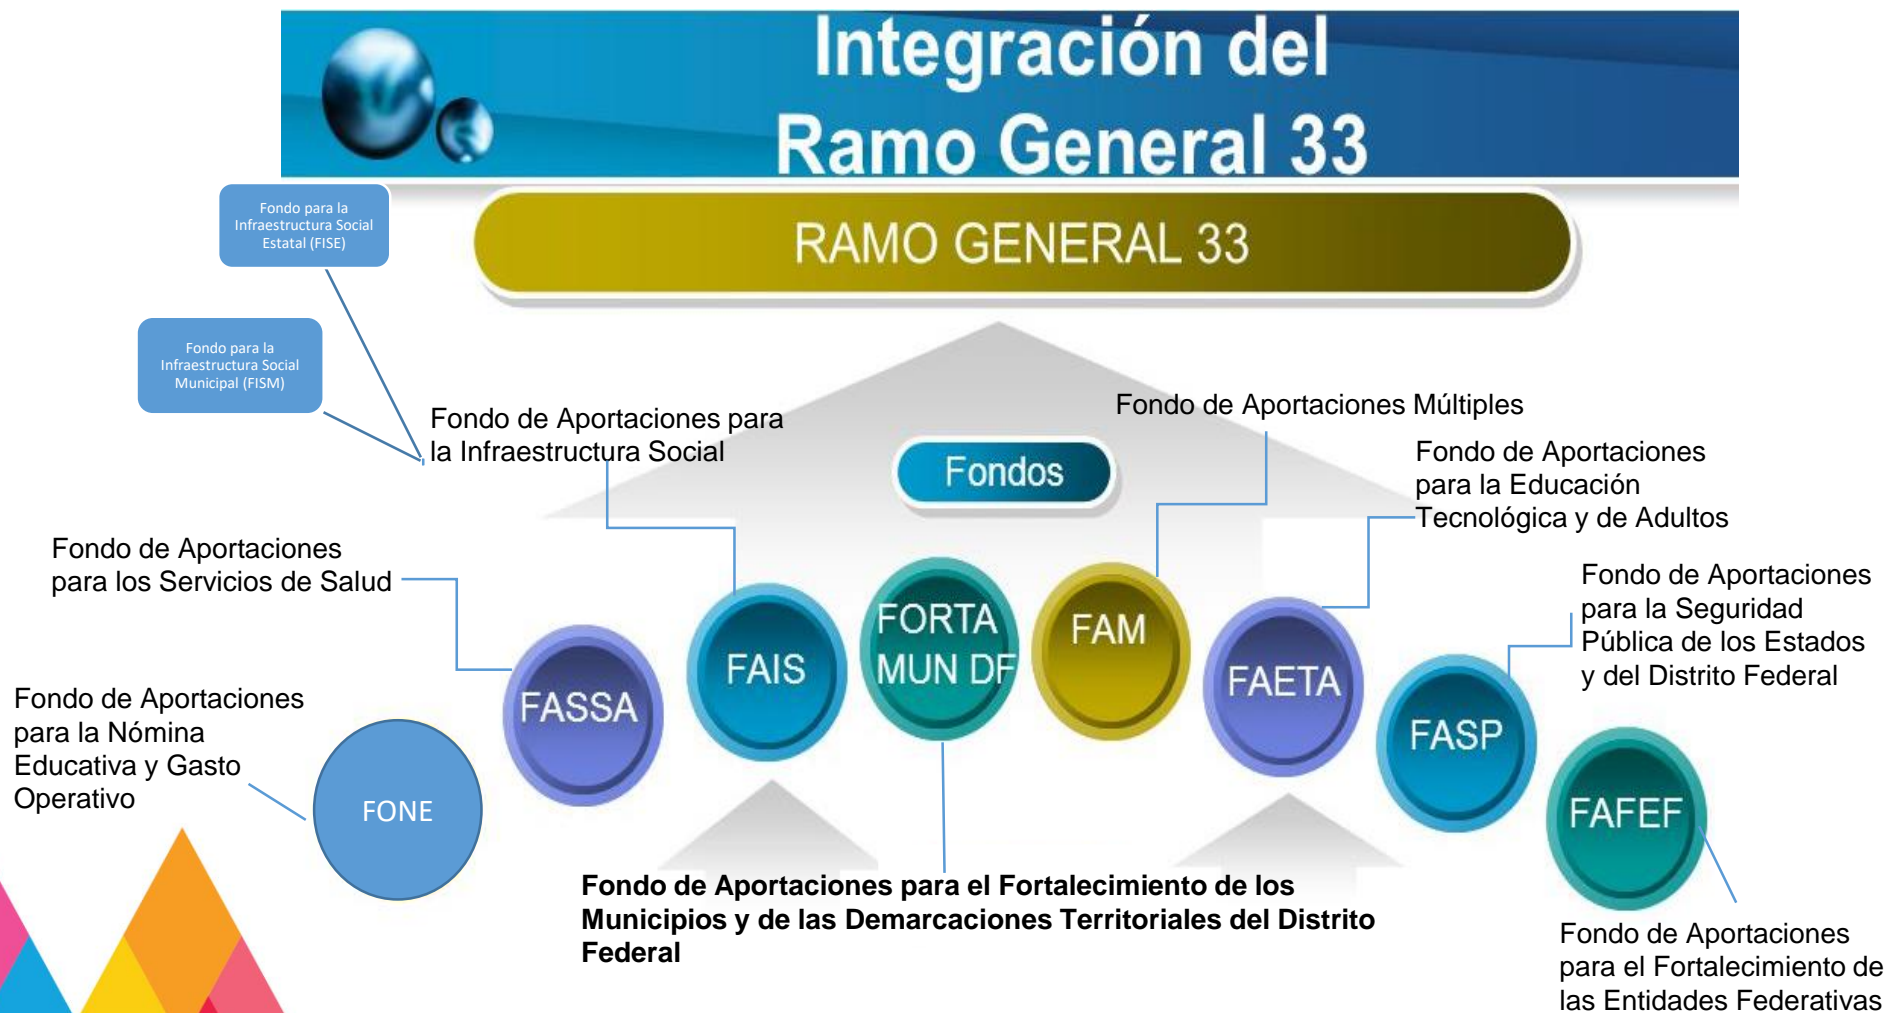 Integración del
Ramo General 33
RAMO GENERAL 33
Fondo para la
Infraestructura Social
Estatal (FISE)
Fondo para la
Infraestructura Social
Municipal (FISM)
Fondo de Aportaciones para
la Infraestructura Social
Fondo de Aportaciones Múltiples
Fondos
Fondo de Aportaciones
para la Educación
Tecnológica y de Adultos
Fondo de Aportaciones
para los Servicios de Salud
Fondo de Aportaciones
para la Seguridad
Pública de los Estados
y del Distrito Federal
Fondo de Aportaciones
para la Nómina
Educativa y Gasto
Operativo
FONE
FASSA
FAIS
FORTA
MUN DF
FAM
FAETA
FASP
FAFEF
Fondo de Aportaciones para el Fortalecimiento de los
Municipios y de las Demarcaciones Territoriales del Distrito
Federal
Fondo de Aportaciones
para el Fortalecimiento de
las Entidades Federativas